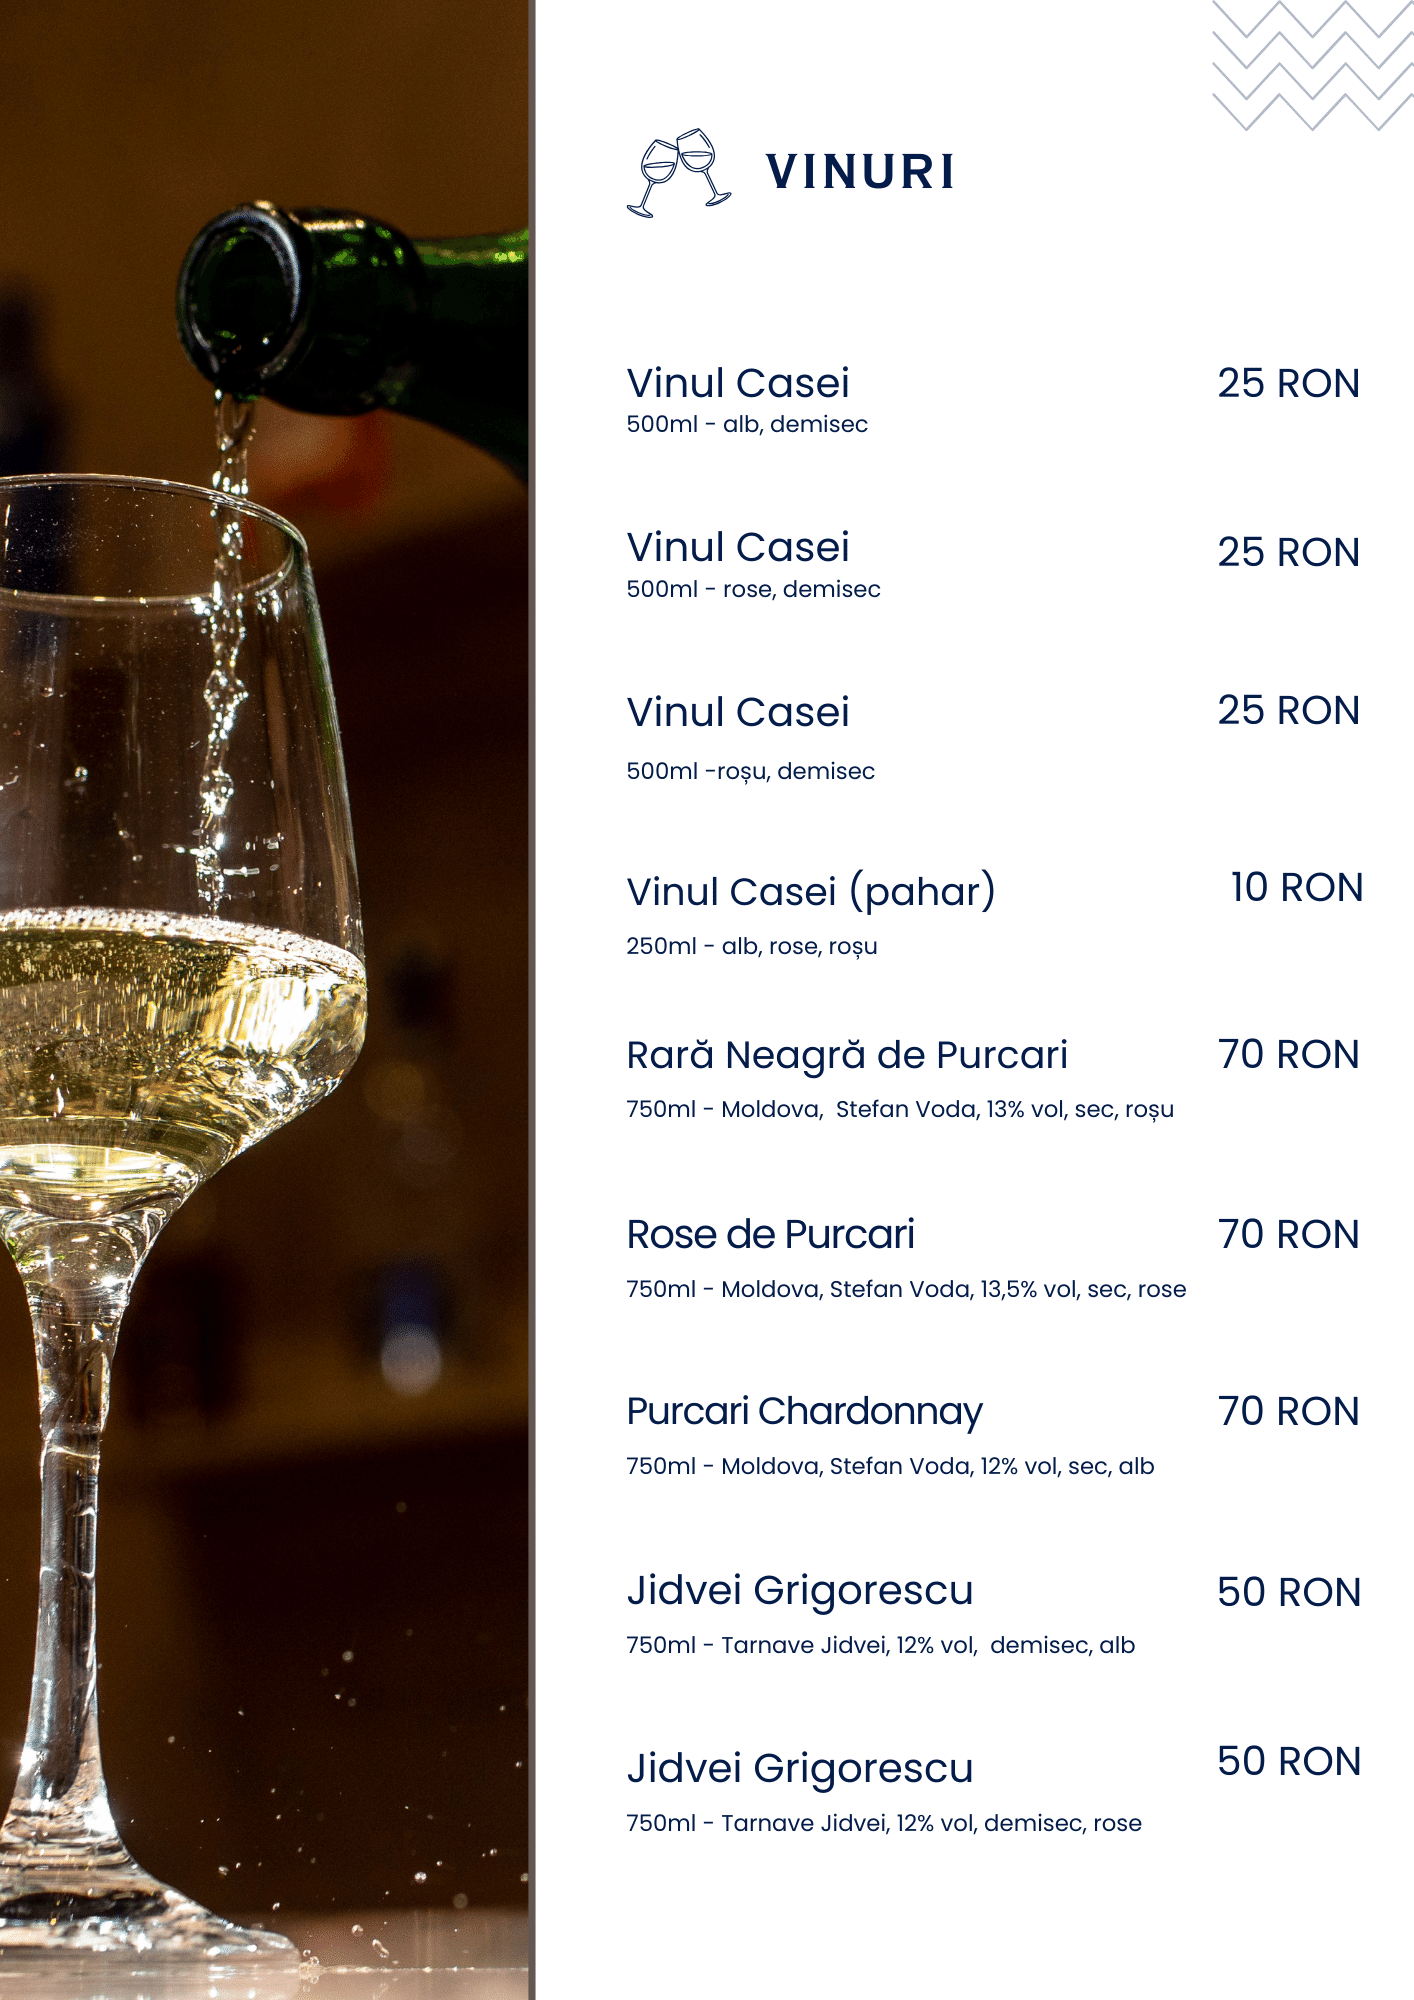 VINURI
Vinul Casei 25 RON
500ml - alb, demisec
Vinul Casei 25 RON
500ml - rose, demisec
Vinul Casei 25 RON
500ml -roșu, demisec
Vinul Casei (pahar) 10 RON
250ml - alb, rose, roșu
Rară Neagră de Purcari 70 RON
750ml - Moldova,  Stefan Voda, 13% vol, sec, roșu
Rose de Purcari 70 RON
750ml - Moldova, Stefan Voda, 13,5% vol, sec, rose
Purcari Chardonnay 70 RON
750ml - Moldova, Stefan Voda, 12% vol, sec, alb
Jidvei Grigorescu 50 RON
750ml - Tarnave Jidvei, 12% vol,  demisec, alb
Jidvei Grigorescu 50 RON
750ml - Tarnave Jidvei, 12% vol, demisec, rose